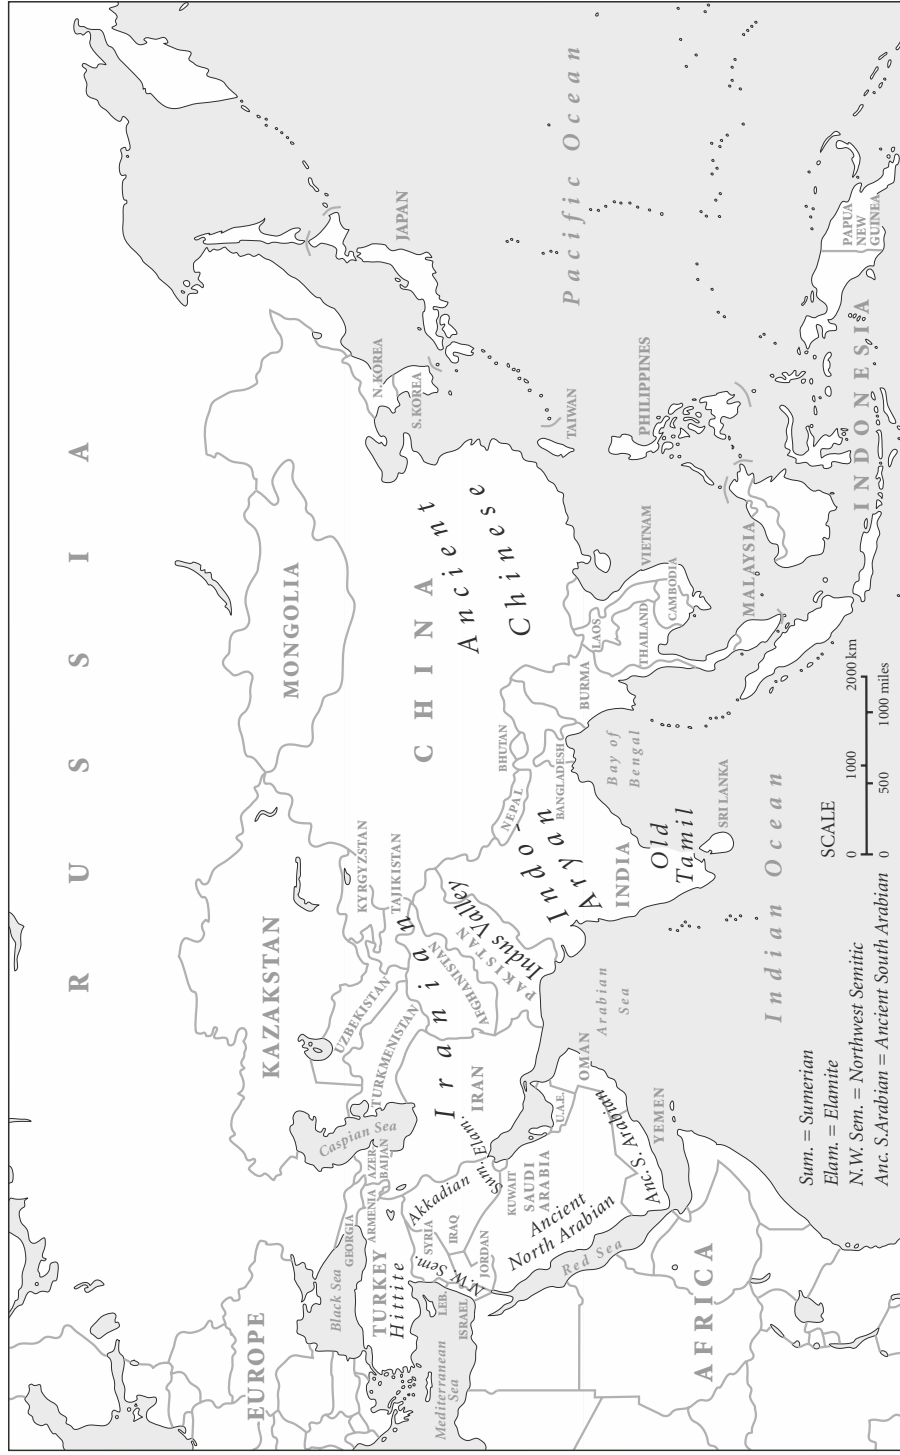 RUSSIA
EUROPE
KAZAKSTAN
MONGOLIA
Black Sea
GEORGIA
ARMENIA
AZER-
BAIJAN
Caspian Sea
UZBEKISTAN
TURKMENISTAN
KYRGYZSTAN
TAJIKISTAN
CHINA
Ancient
Chinese
N.KOREA
S.KOREA
JAPAN
Pacific Ocean
TURKEY
Hittite
Mediterranean
Sea
LEB.
ISRAEL
SYRIA
N.W. Sem.
IRAQ
JORDAN
Akkadian
Sum.
Elam.
Iranian
IRAN
AFGHANISTAN
PAKISTAN
Indus Valley
NEPAL
BHUTAN
BANGLADESH
Indo-
Aryan
INDIA
BURMA
LAOS
THAILAND
VIETNAM
CAMBODIA
TAIWAN
PHILIPPINES
KUWAIT
SAUDI
ARABIA
Ancient
North Arabian
U.A.E.
OMAN
Red Sea
Anc.S. Arabian
YEMEN
Arabian
Sea
Old
Tamil
Bay of
Bengal
SRI LANKA
MALAYSIA
INDONESIA
PAPUA
NEW
GUINEA
AFRICA
Indian Ocean
Sum. = Sumerian
Elam. = Elamite
N.W. Sem. = Northwest Semitic
Anc. S.Arabian = Ancient South Arabian
SCALE
0 1000 2000 km
0 500 1000 miles